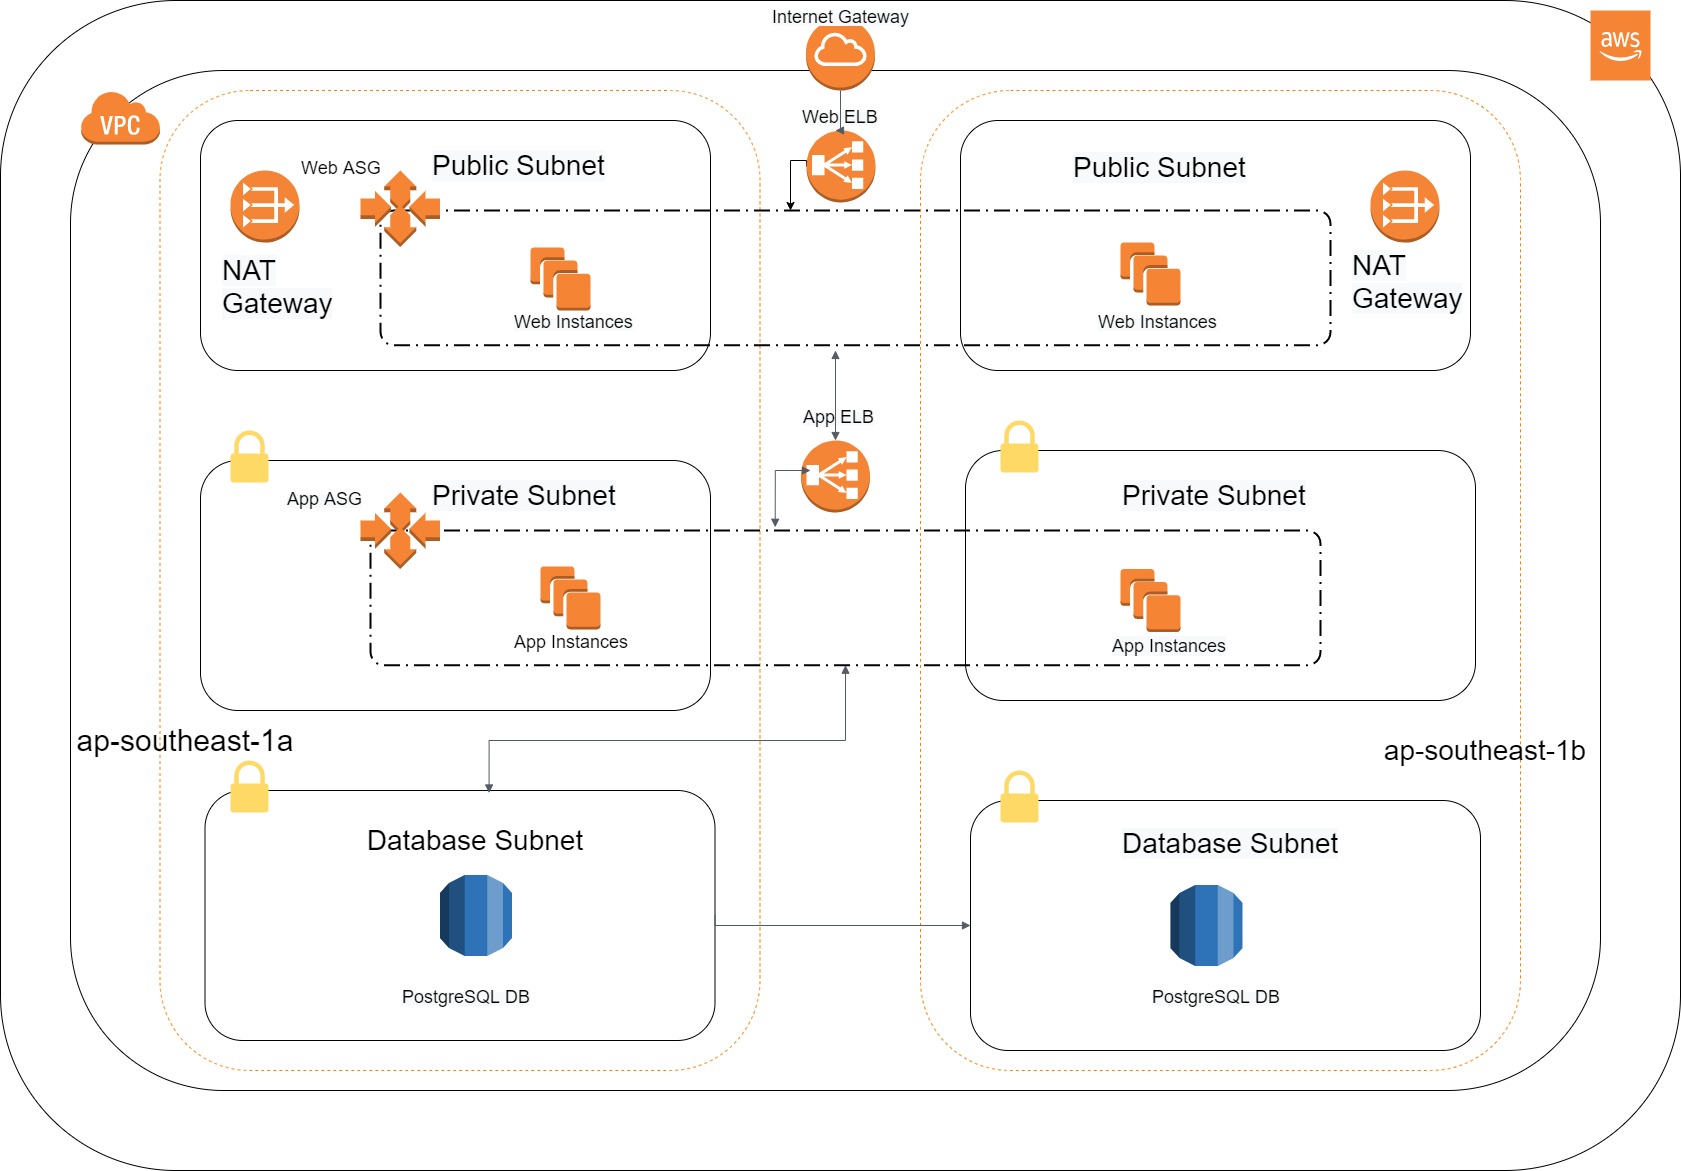 Internet Gateway
aws
VPC
Web ELB
Web ASG
Public Subnet
Public Subnet
NAT
Gateway
NAT
Gateway
Web Instances
Web Instances
App ELB
App ASG
Private Subnet
Private Subnet
App Instances
App Instances
ap-southeast-1a
ap-southeast-1b
Database Subnet
Database Subnet
PostgreSQL DB
PostgreSQL DB